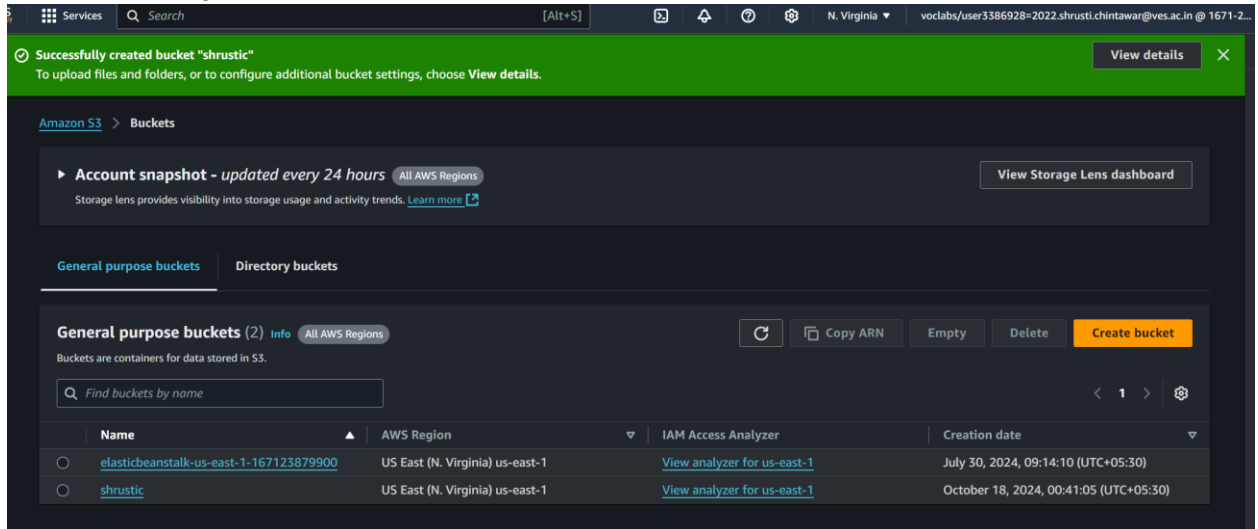 Services
Search
[Alt+S]
N. Virginia ▼
voclabs/user3386928=2022.shrusti.chintawar@ves.ac.in @ 1671-2...
Successfully created bucket "shrustic"
To upload files and folders, or to configure additional bucket settings, choose View details.
View details
Amazon S3 > Buckets
Account snapshot - updated every 24 hours All AWS Regions
Storage lens provides visibility into storage usage and activity trends. Learn more
View Storage Lens dashboard
General purpose buckets
Directory buckets
General purpose buckets (2) Info All AWS Regions
Buckets are containers for data stored in S3.
Copy ARN
Empty
Delete
Create bucket
Find buckets by name
< 1 >
Name AWS Region IAM Access Analyzer Creation date
elasticbeanstalk-us-east-1-167123879900 US East (N. Virginia) us-east-1 View analyzer for us-east-1 July 30, 2024, 09:14:10 (UTC+05:30)
shrustic US East (N. Virginia) us-east-1 View analyzer for us-east-1 October 18, 2024, 00:41:05 (UTC+05:30)